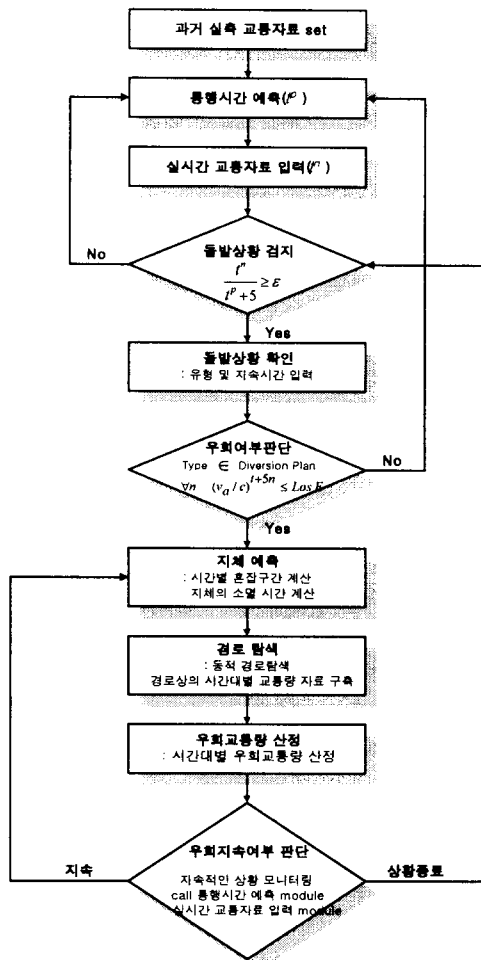 과거 실측 교통자료 set
통행시간 예측(t^p)
실시간 교통자료 입력(t^n)
돌발상황 검지
t^n
No
t^p+5 ≥ ε
Yes
돌발상황 확인
: 유형 및 지속시간 입력
우회여부판단
Type ∈ Diversion Plan
No
∀n (v_a/c)^{t+5n} ≤ Los E
Yes
지체 예측
: 시간별 혼잡구간 계산
지체의 소멸 시간 계산
경로 탐색
: 동적 경로탐색
경로상의 시간대별 교통량 자료 구축
우회교통량 산정
: 시간대별 우회교통량 산정
우회지속여부 판단
지속
지속적인 상황 모니터링
상황종료
call 통행시간 예측 module
실시간 교통자료 입력 module